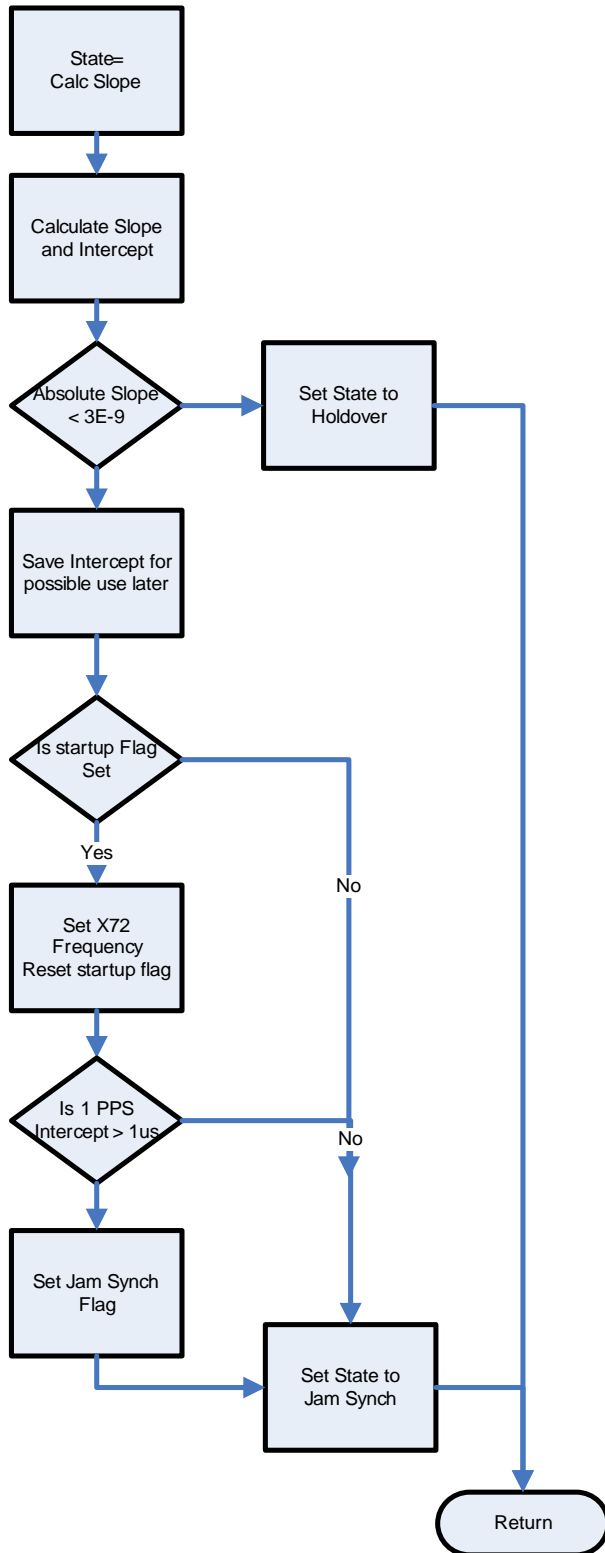 State=
Calc Slope
Calculate Slope
and Intercept
Absolute Slope
< 3E-9
Set State to
Holdover
Save Intercept for
possible use later
Is startup Flag
Set
Yes
No
Set X72
Frequency
Reset startup flag
Is 1 PPS
Intercept > 1us
No
Set Jam Synch
Flag
Set State to
Jam Synch
Return